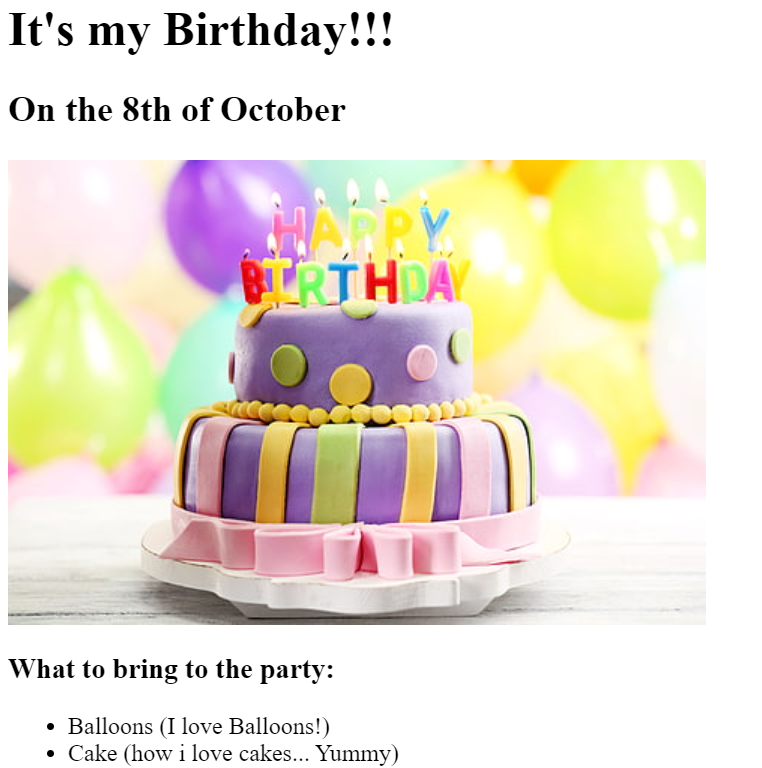 It's my Birthday!!!
On the 8th of October
HAPPY
BIRTHDAY
What to bring to the party:
Balloons (I love Balloons!)
Cake (how i love cakes... Yummy)